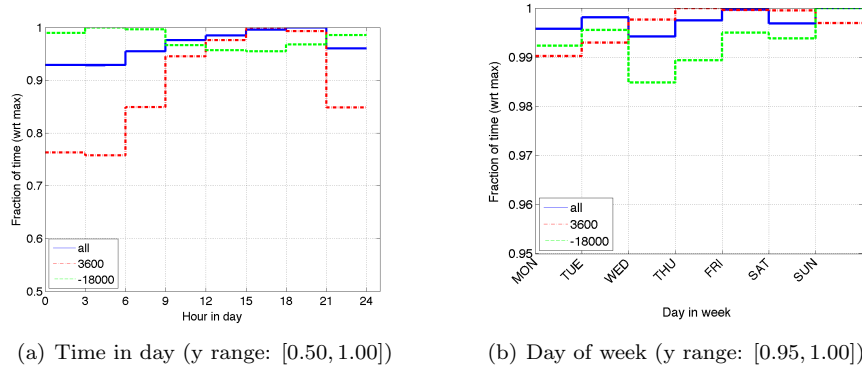 1
0.9
0.8
0.7
0.6
0.5
Fraction of time (wrt max)
all
3600
-18000
0 3 6 9 12 15 18 21 24
Hour in day
(a) Time in day (y range: [0.50, 1.00])
1
0.99
0.98
0.97
0.96
0.95
Fraction of time (wrt max)
all
3600
-18000
MON TUE WED THU FRI SAT SUN
Day in week
(b) Day of week (y range: [0.95, 1.00])